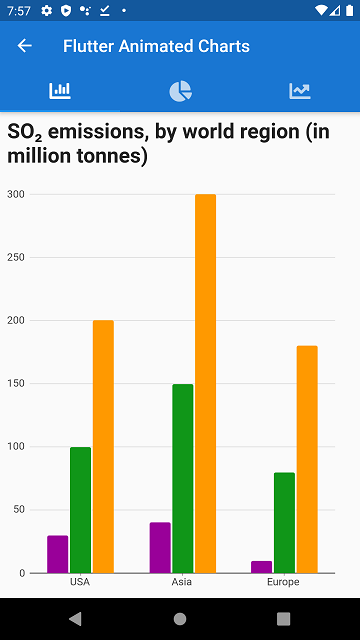 7:57
Flutter Animated Charts
SO₂ emissions, by world region (in
million tonnes)
300
250
200
150
100
50
0
USA Asia Europe